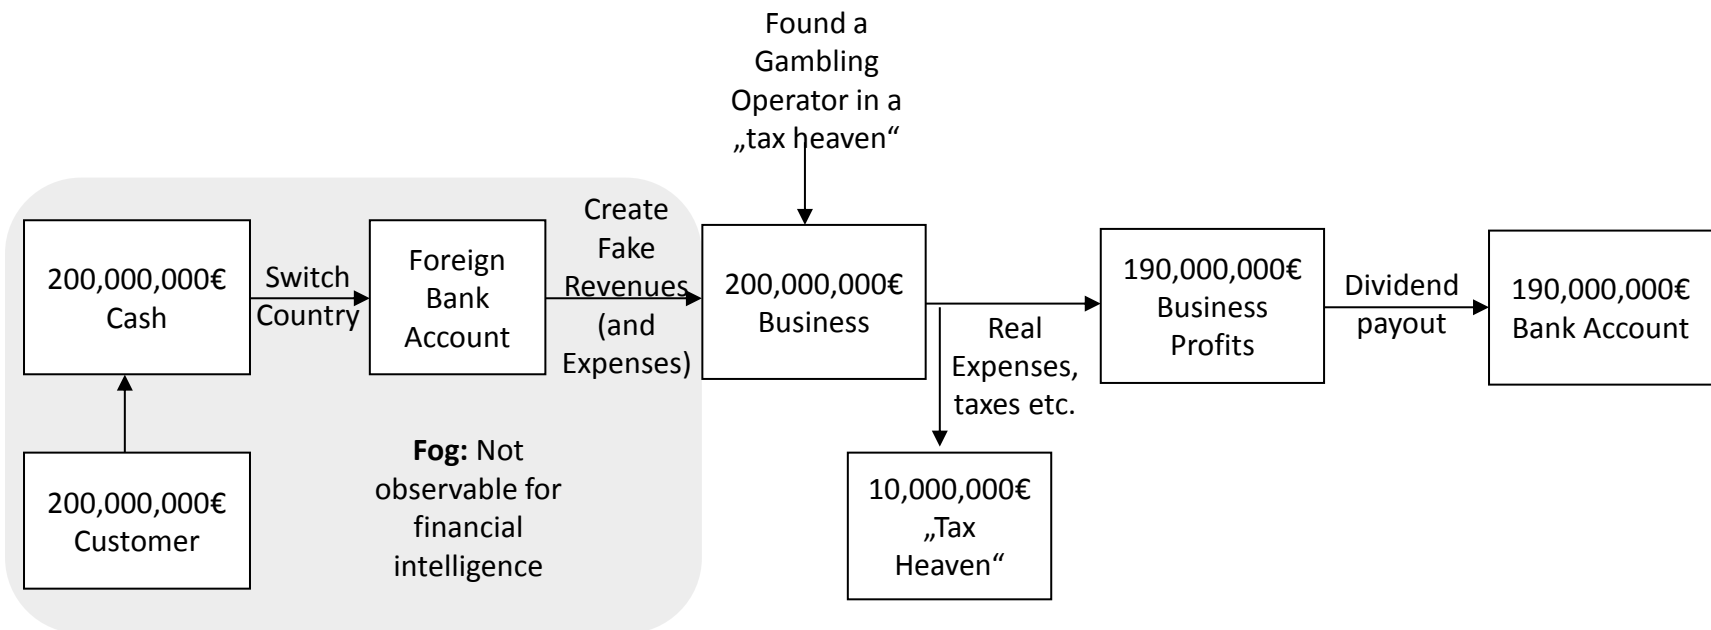 Found a
Gambling
Operator in a
„tax heaven“
200,000,000€
Cash
Switch
Country
Foreign
Bank
Account
Create
Fake
Revenues
(and
Expenses)
200,000,000€
Business
Real
Expenses,
taxes etc.
190,000,000€
Business
Profits
Dividend
payout
190,000,000€
Bank Account
200,000,000€
Customer
Fog: Not
observable for
financial
intelligence
10,000,000€
„Tax
Heaven“